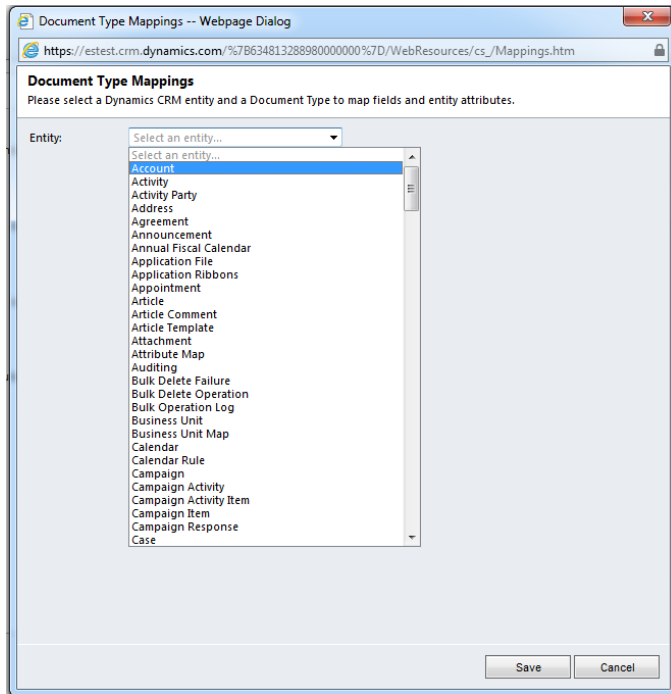 Document Type Mappings -- Webpage Dialog
x
https://estest.crm.dynamics.com/%7B634813288980000000%7D/WebResources/cs_/Mappings.htm
Document Type Mappings
Please select a Dynamics CRM entity and a Document Type to map fields and entity attributes.
Entity: Select an entity...
Select an entity...
Account
Activity
Activity Party
Address
Agreement
Announcement
Annual Fiscal Calendar
Application File
Application Ribbons
Appointment
Article
Article Comment
Article Template
Attachment
Attribute Map
Auditing
Bulk Delete Failure
Bulk Delete Operation
Bulk Operation Log
Business Unit
Business Unit Map
Calendar
Calendar Rule
Campaign
Campaign Activity
Campaign Activity Item
Campaign Item
Campaign Response
Case
Save Cancel